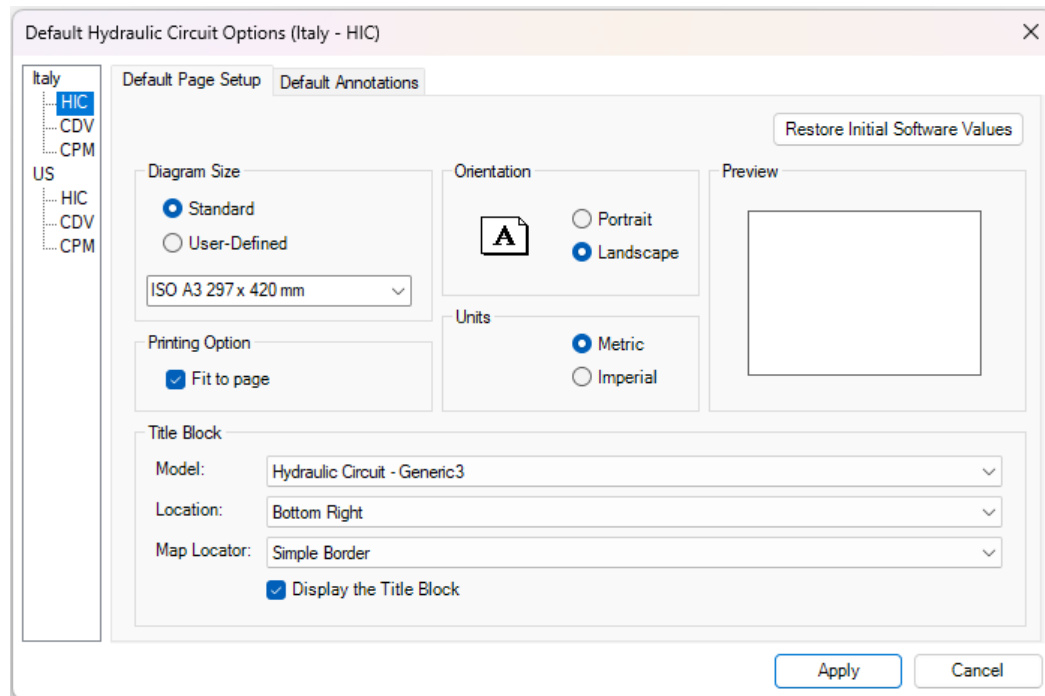 Default Hydraulic Circuit Options (Italy - HIC)
Italy
HIC
CDV
CPM
US
HIC
CDV
CPM
Default Page Setup
Default Annotations
Restore Initial Software Values
Diagram Size
Standard
User-Defined
ISO A3 297 x 420 mm
Orientation
A
Portrait
Landscape
Preview
Printing Option
Fit to page
Units
Metric
Imperial
Title Block
Model:
Hydraulic Circuit - Generic3
Location:
Bottom Right
Map Locator:
Simple Border
Display the Title Block
Apply
Cancel